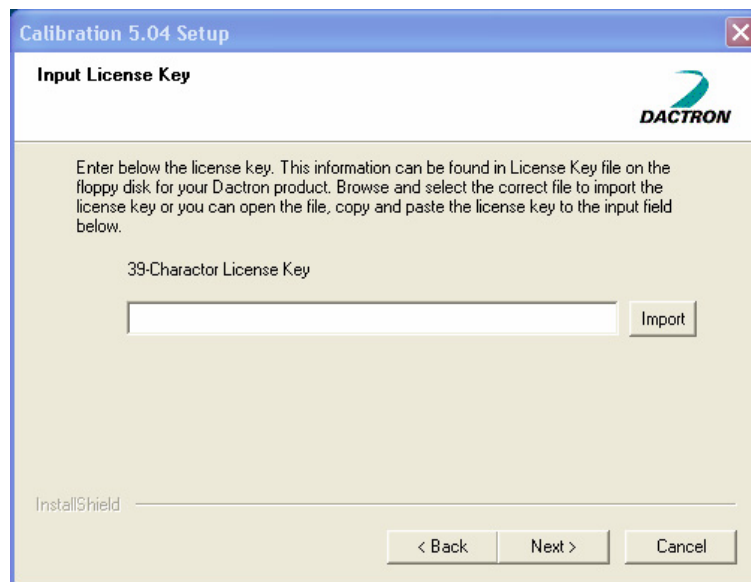 Calibration 5.04 Setup
Input License Key
DACTRON
Enter below the license key. This information can be found in License Key file on the
floppy disk for your Dactron product. Browse and select the correct file to import the
license key or you can open the file, copy and paste the license key to the input field
below.
39-Charactor License Key
Import
InstallShield
< Back Next > Cancel